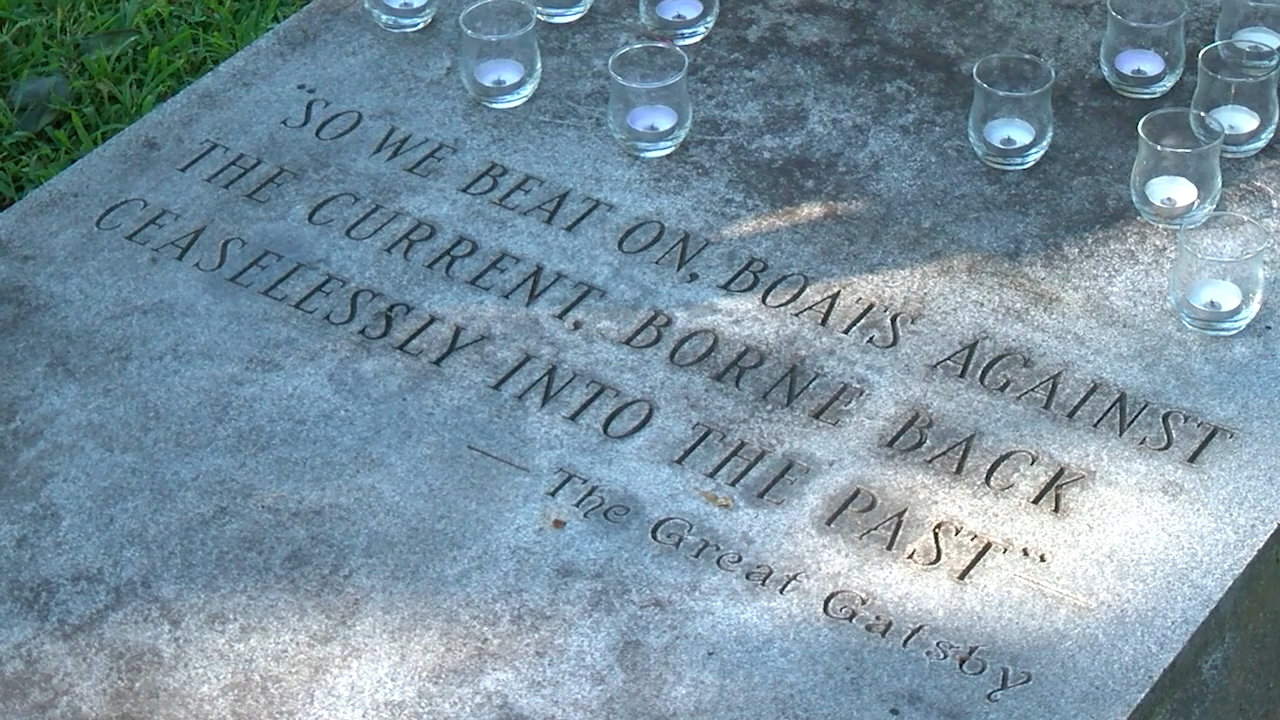 “SO WE BEAT ON, BOATS AGAINST
THE CURRENT, BORNE BACK
CEASELESSLY INTO THE PAST”
— The Great Gatsby —